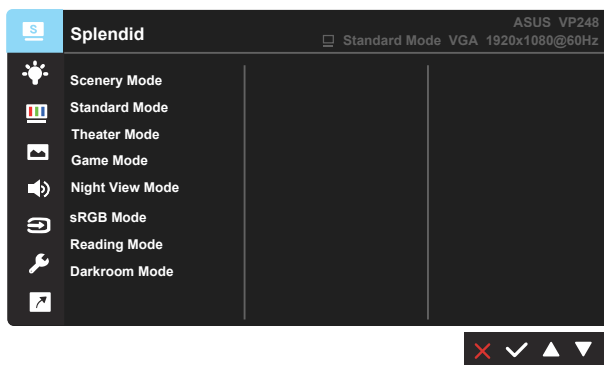 S
Splendid
ASUS VP248
Standard Mode VGA 1920x1080@60Hz
Scenery Mode
Standard Mode
Theater Mode
Game Mode
Night View Mode
sRGB Mode
Reading Mode
Darkroom Mode